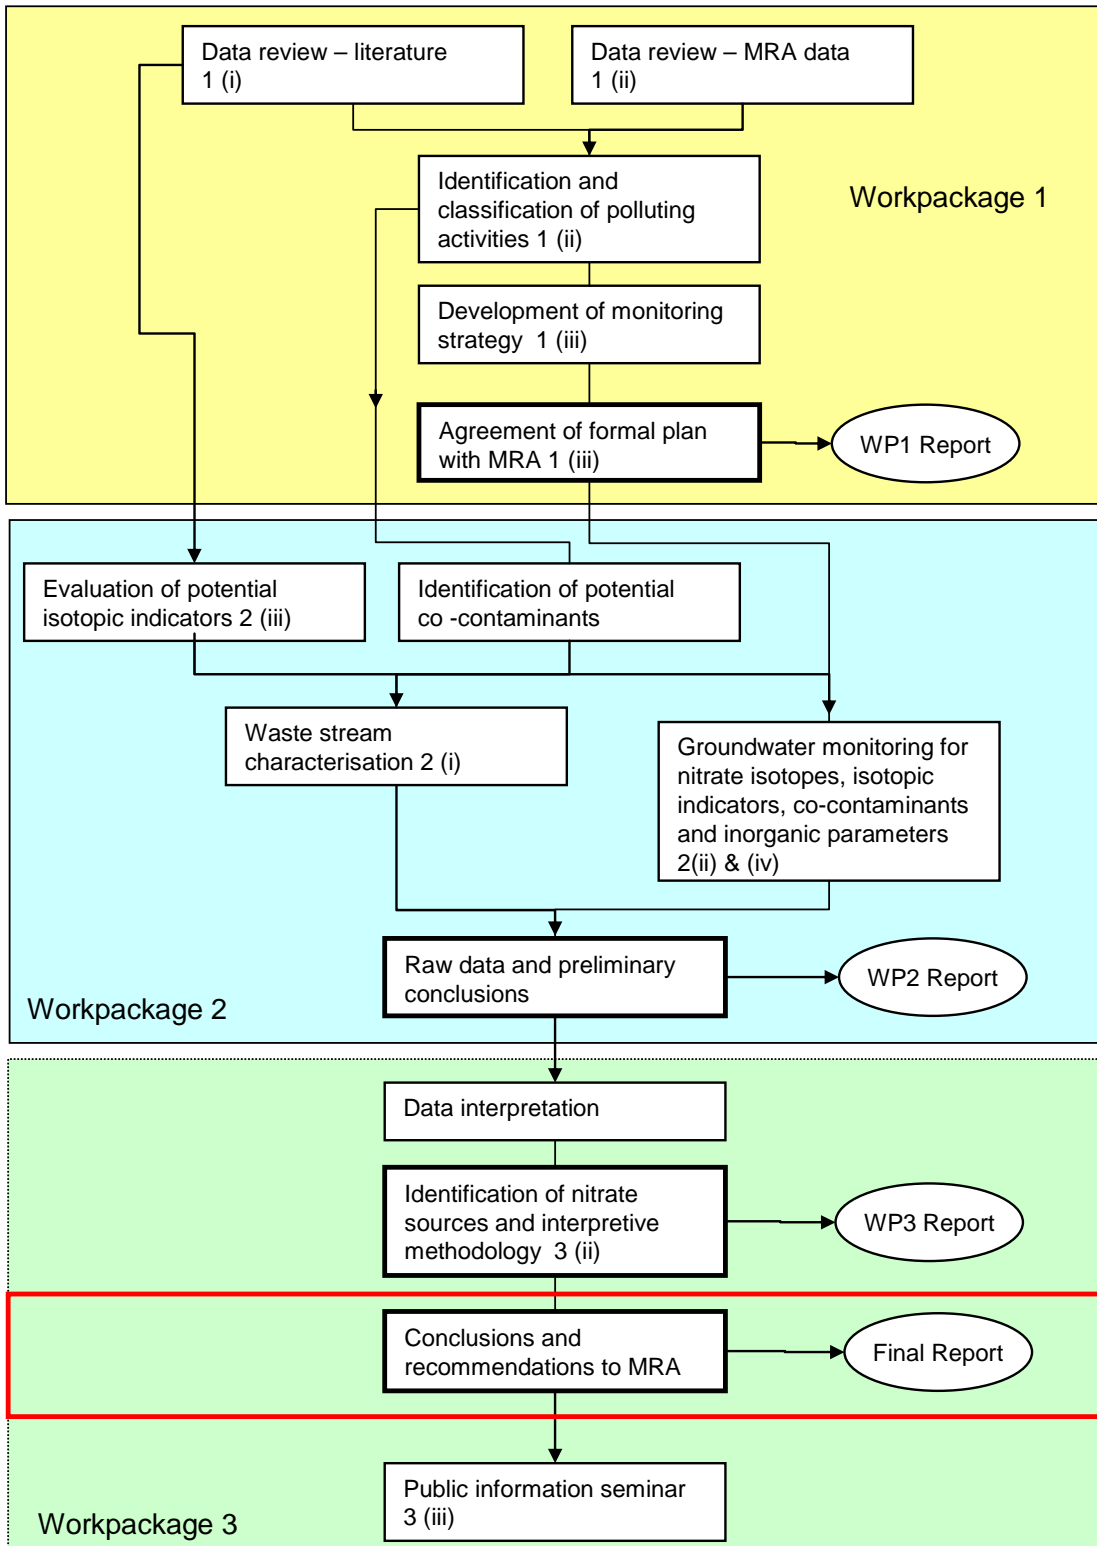 Data review – literature
1 (i)
Data review – MRA data
1 (ii)
Identification and
classification of polluting
activities 1 (ii)
Workpackage 1
Development of monitoring
strategy  1 (iii)
Agreement of formal plan
with MRA 1 (iii)
WP1 Report
Evaluation of potential
isotopic indicators 2 (iii)
Identification of potential
co -contaminants
Waste stream
characterisation 2 (i)
Groundwater monitoring for
nitrate isotopes, isotopic
indicators, co-contaminants
and inorganic parameters
2(ii) & (iv)
Raw data and preliminary
conclusions
WP2 Report
Workpackage 2
Data interpretation
Identification of nitrate
sources and interpretive
methodology  3 (ii)
WP3 Report
Conclusions and
recommendations to MRA
Final Report
Public information seminar
3 (iii)
Workpackage 3